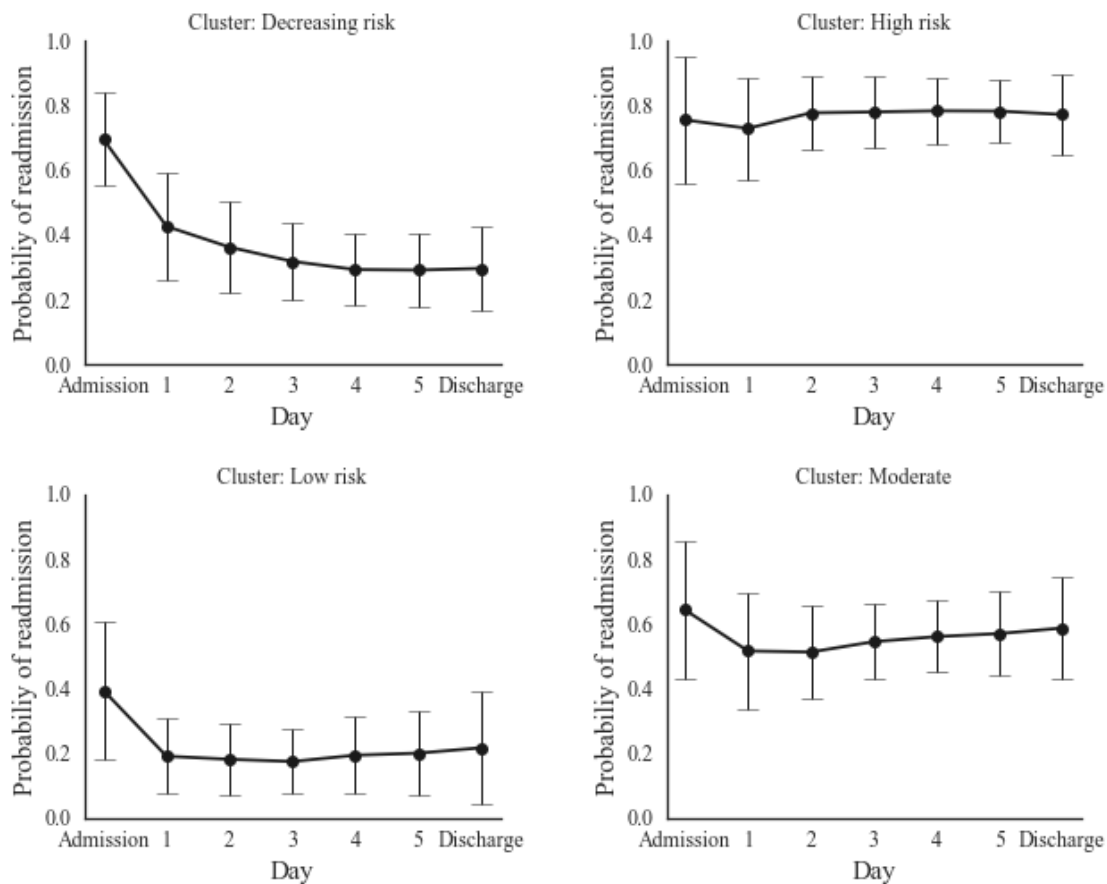 Cluster: Decreasing risk
1.0
0.8
0.6
0.4
0.2
0.0
Probabiliy of readmission
Admission 1 2 3 4 5 Discharge
Day
Cluster: High risk
1.0
0.8
0.6
0.4
0.2
0.0
Probabiliy of readmission
Admission 1 2 3 4 5 Discharge
Day
Cluster: Low risk
1.0
0.8
0.6
0.4
0.2
0.0
Probabiliy of readmission
Admission 1 2 3 4 5 Discharge
Day
Cluster: Moderate
1.0
0.8
0.6
0.4
0.2
0.0
Probabiliy of readmission
Admission 1 2 3 4 5 Discharge
Day